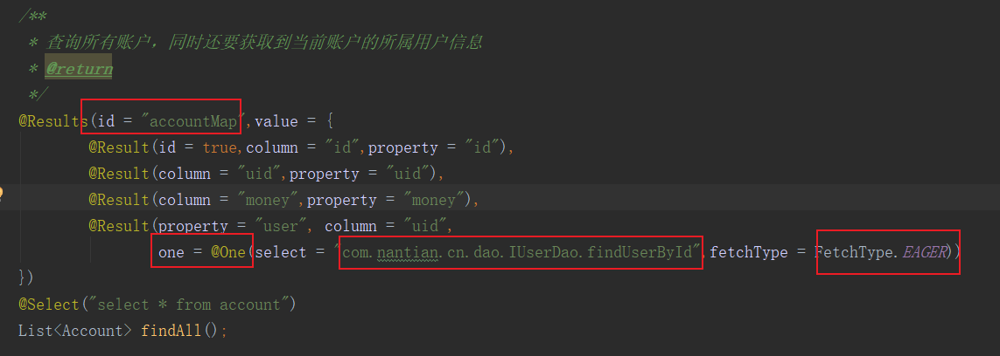 /**
 * 查询所有账户，同时还要获取到当前账户的所属用户信息
 * @return
 */
@Results(id = "accountMap",value = {
        @Result(id = true,column = "id",property = "id"),
        @Result(column = "uid",property = "uid"),
        @Result(column = "money",property = "money"),
        @Result(property = "user", column = "uid",
                one = @One(select = "com.nantian.cn.dao.IUserDao.findUserById",fetchType = FetchType.EAGER))
})
@Select("select * from account")
List<Account> findAll();